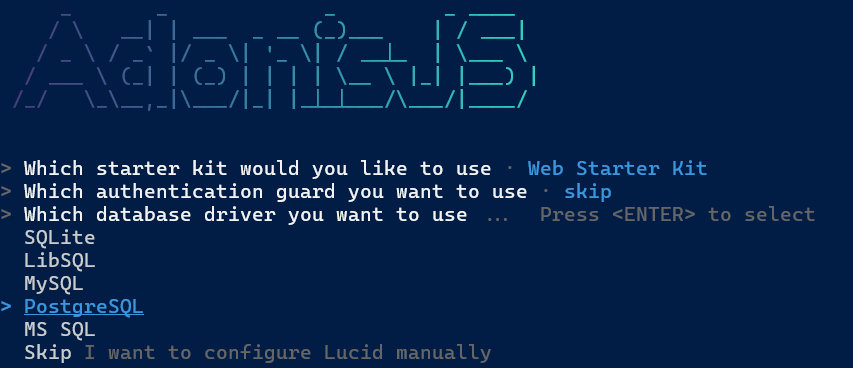 AdonisJS
> Which starter kit would you like to use · Web Starter Kit
> Which authentication guard you want to use · skip
> Which database driver you want to use … Press <ENTER> to select
SQLite
LibSQL
MySQL
> PostgreSQL
MS SQL
Skip I want to configure Lucid manually